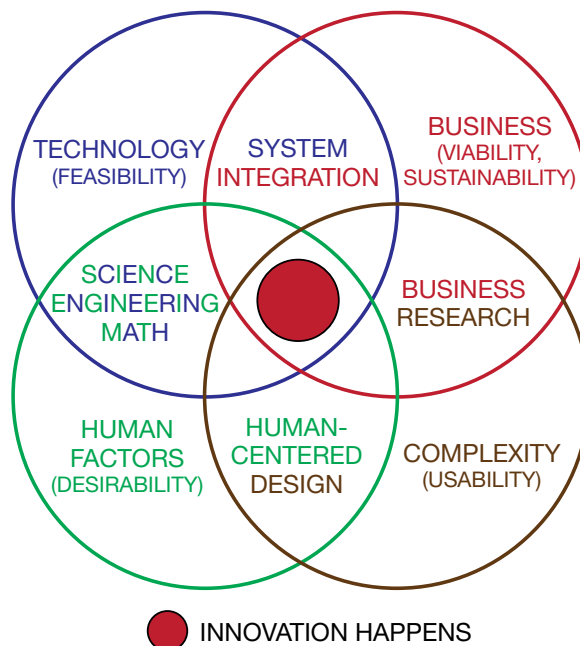 TECHNOLOGY
(FEASIBILITY)
SYSTEM
INTEGRATION
BUSINESS
(VIABILITY,
SUSTAINABILITY)
SCIENCE
ENGINEERING
MATH
BUSINESS
RESEARCH
HUMAN
FACTORS
(DESIRABILITY)
HUMAN-
CENTERED
DESIGN
COMPLEXITY
(USABILITY)
INNOVATION HAPPENS